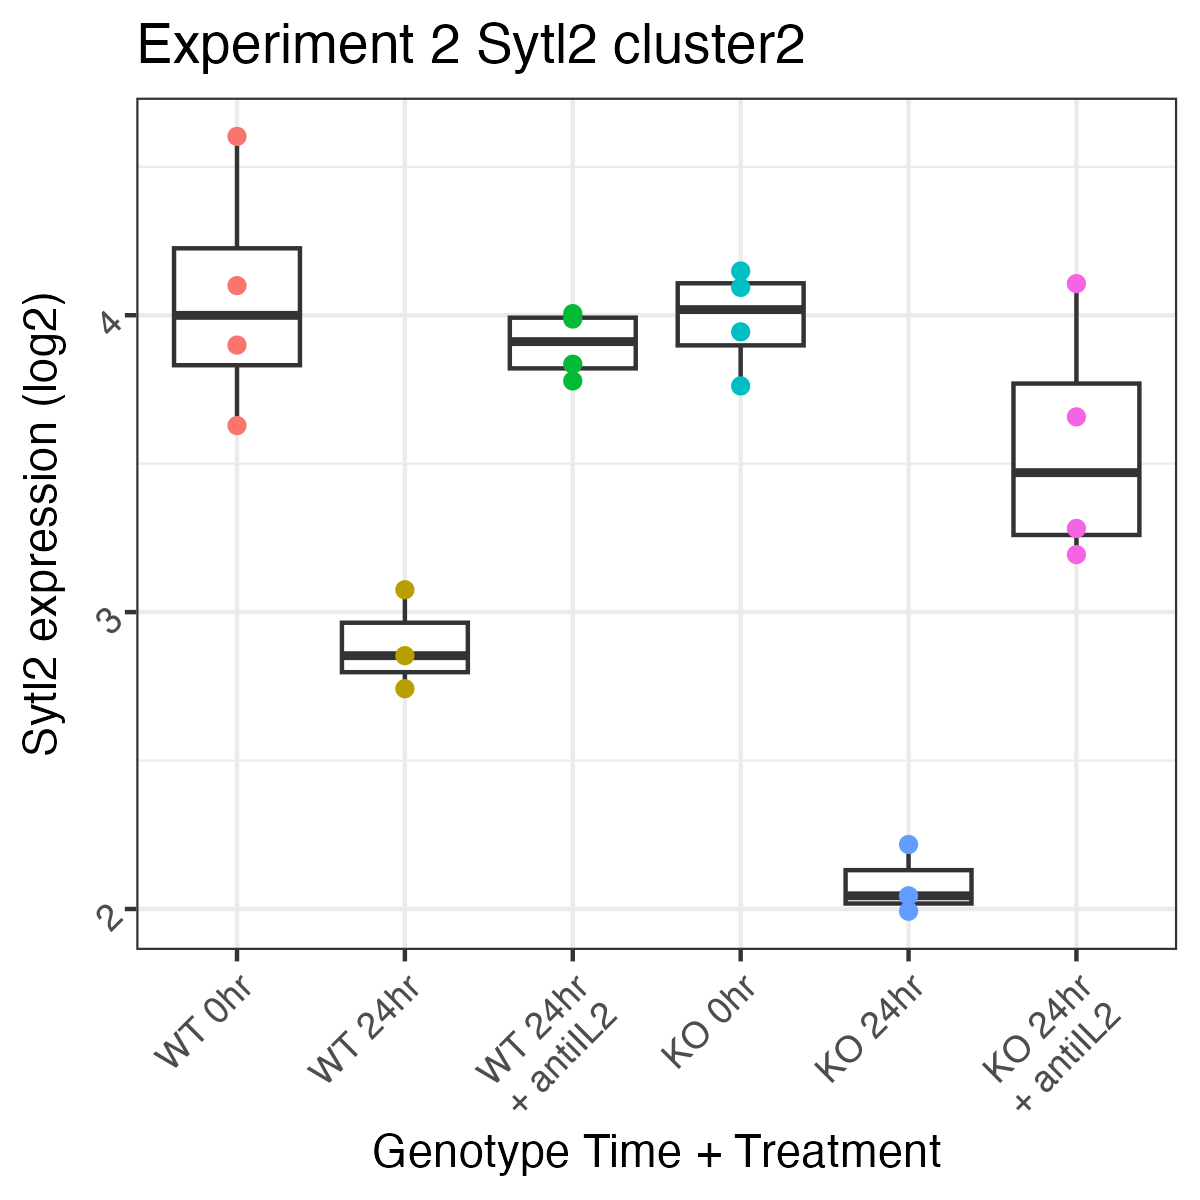 Experiment 2 Sytl2 cluster2
Sytl2 expression (log2)
4
3
2
WT 0hr
WT 24hr
WT 24hr
+ antiIL2
KO 0hr
KO 24hr
KO 24hr
+ antiIL2
Genotype Time + Treatment